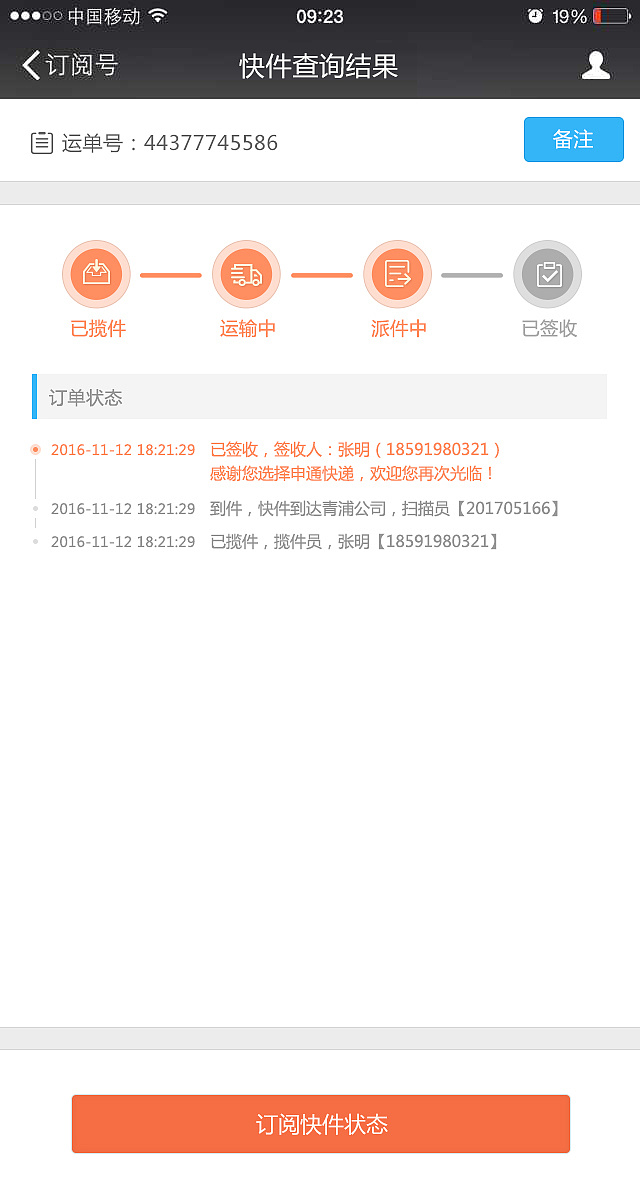 中国移动 09:23 19%
订阅号 快件查询结果
运单号：44377745586 备注
已揽件 运输中 派件中 已签收
订单状态
2016-11-12 18:21:29 已签收，签收人：张明（18591980321）
感谢您选择申通快递，欢迎您再次光临！
2016-11-12 18:21:29 到件，快件到达青浦公司，扫描员【201705166】
2016-11-12 18:21:29 已揽件，揽件员，张明【18591980321】
订阅快件状态